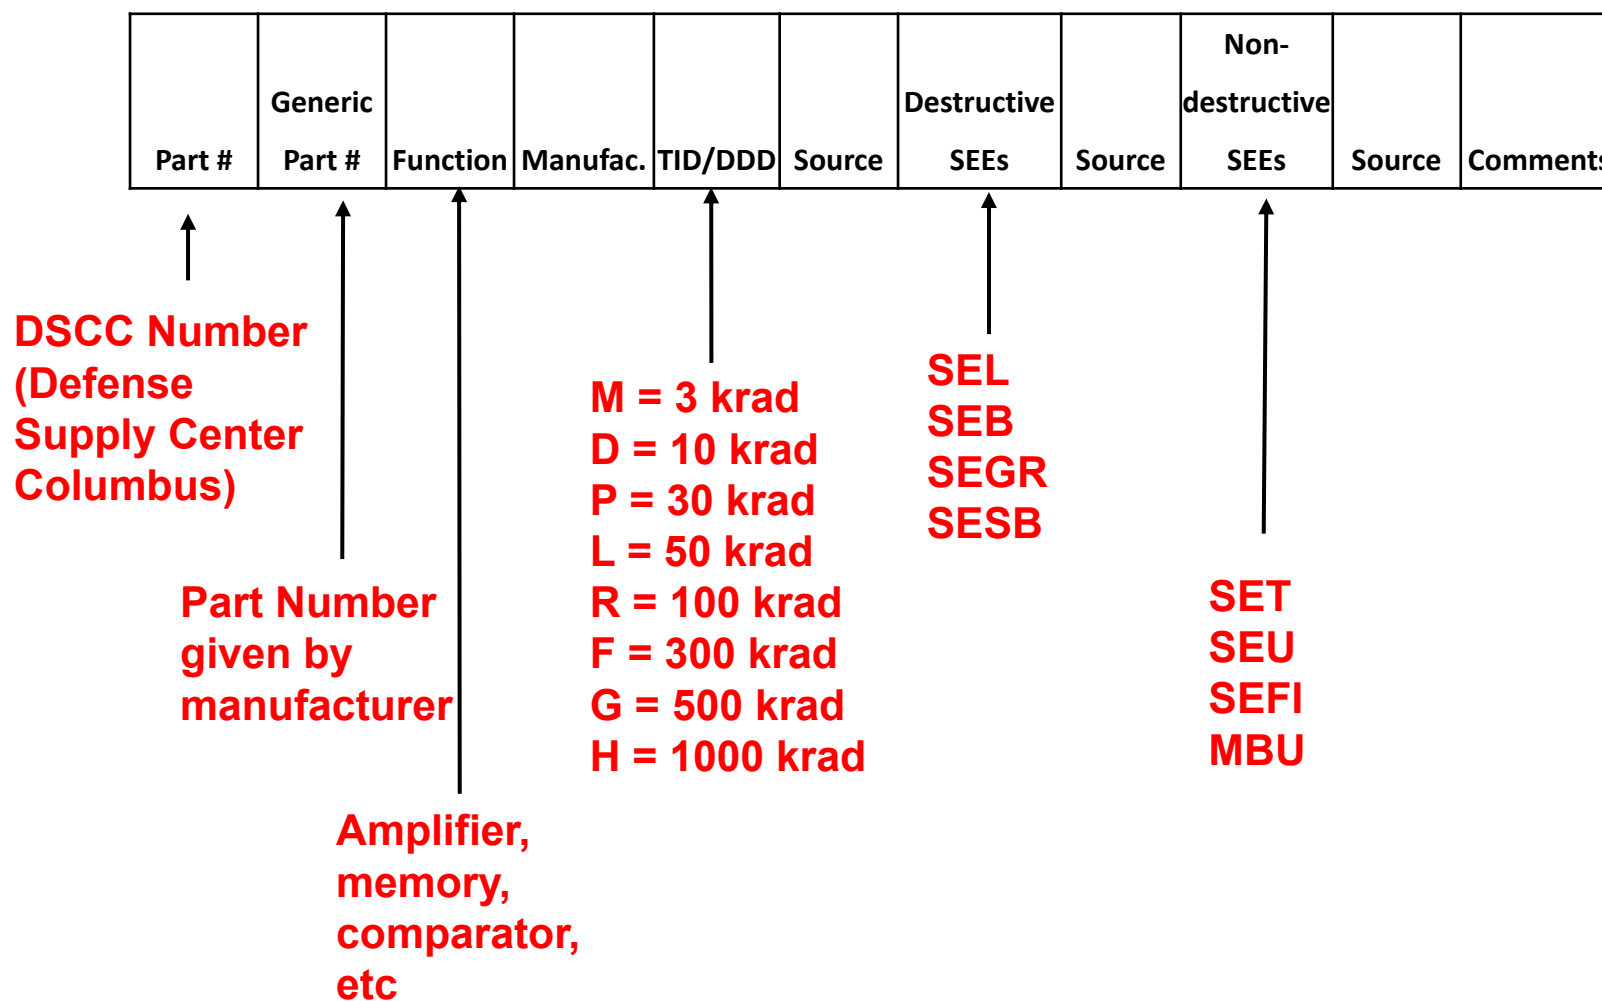 Part #
Generic
Part #
Function
Manufac.
TID/DDD
Source
Destructive
SEEs
Source
Non-
destructive
SEEs
Source
Comments
DSCC Number
(Defense
Supply Center
Columbus)
Part Number
given by
manufacturer
Amplifier,
memory,
comparator,
etc
M = 3 krad
D = 10 krad
P = 30 krad
L = 50 krad
R = 100 krad
F = 300 krad
G = 500 krad
H = 1000 krad
SEL
SEB
SEGR
SESB
SET
SEU
SEFI
MBU